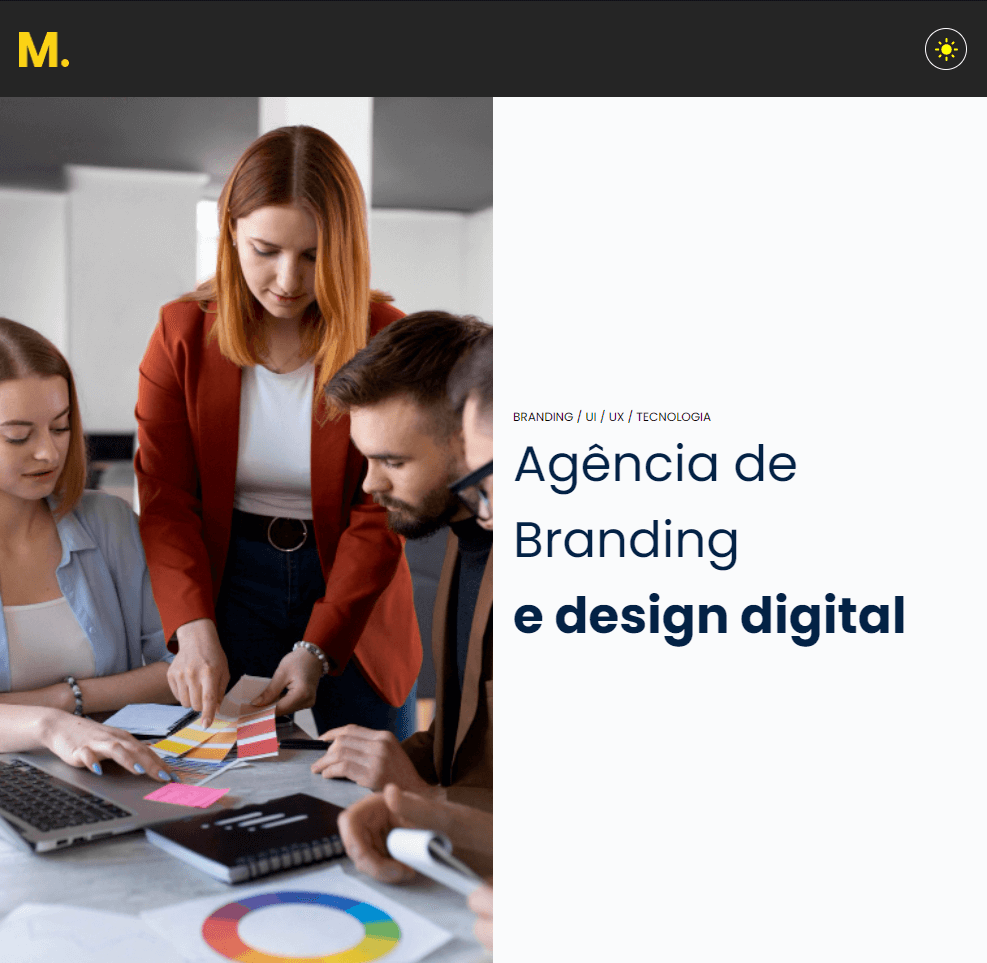 M.
BRANDING / UI / UX / TECNOLOGIA
Agência de
Branding
e design digital